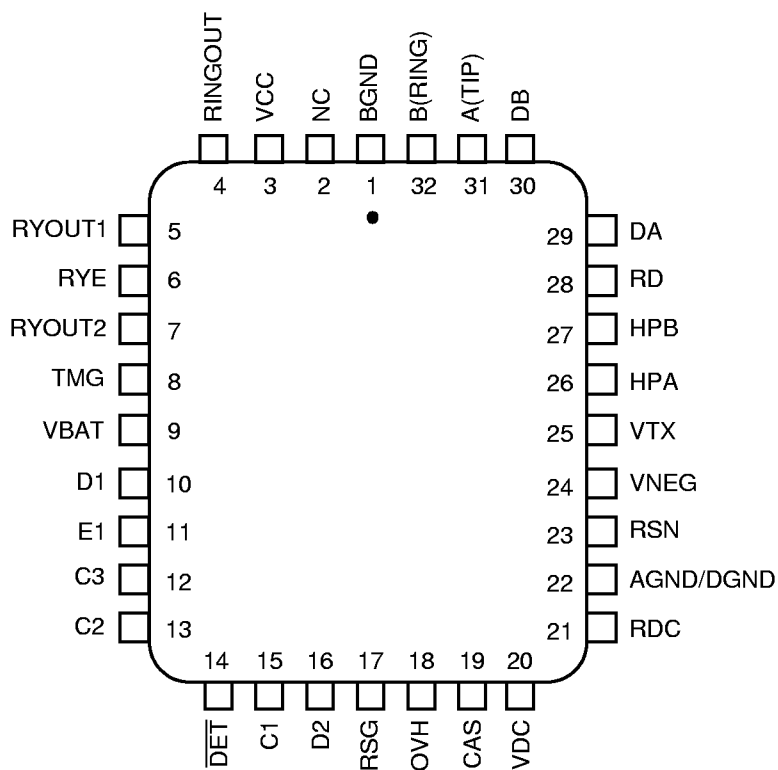 RINGOUT VCC NC BGND B(RING) A(TIP) DB
4 3 2 1 32 31 30
RYOUT1 5 29 DA
RYE 6 28 RD
RYOUT2 7 27 HPB
TMG 8 26 HPA
VBAT 9 25 VTX
D1 10 24 VNEG
E1 11 23 RSN
C3 12 22 AGND/DGND
C2 13 21 RDC
14 15 16 17 18 19 20
D̅E̅T̅ C1 D2 RSG OVH CAS VDC